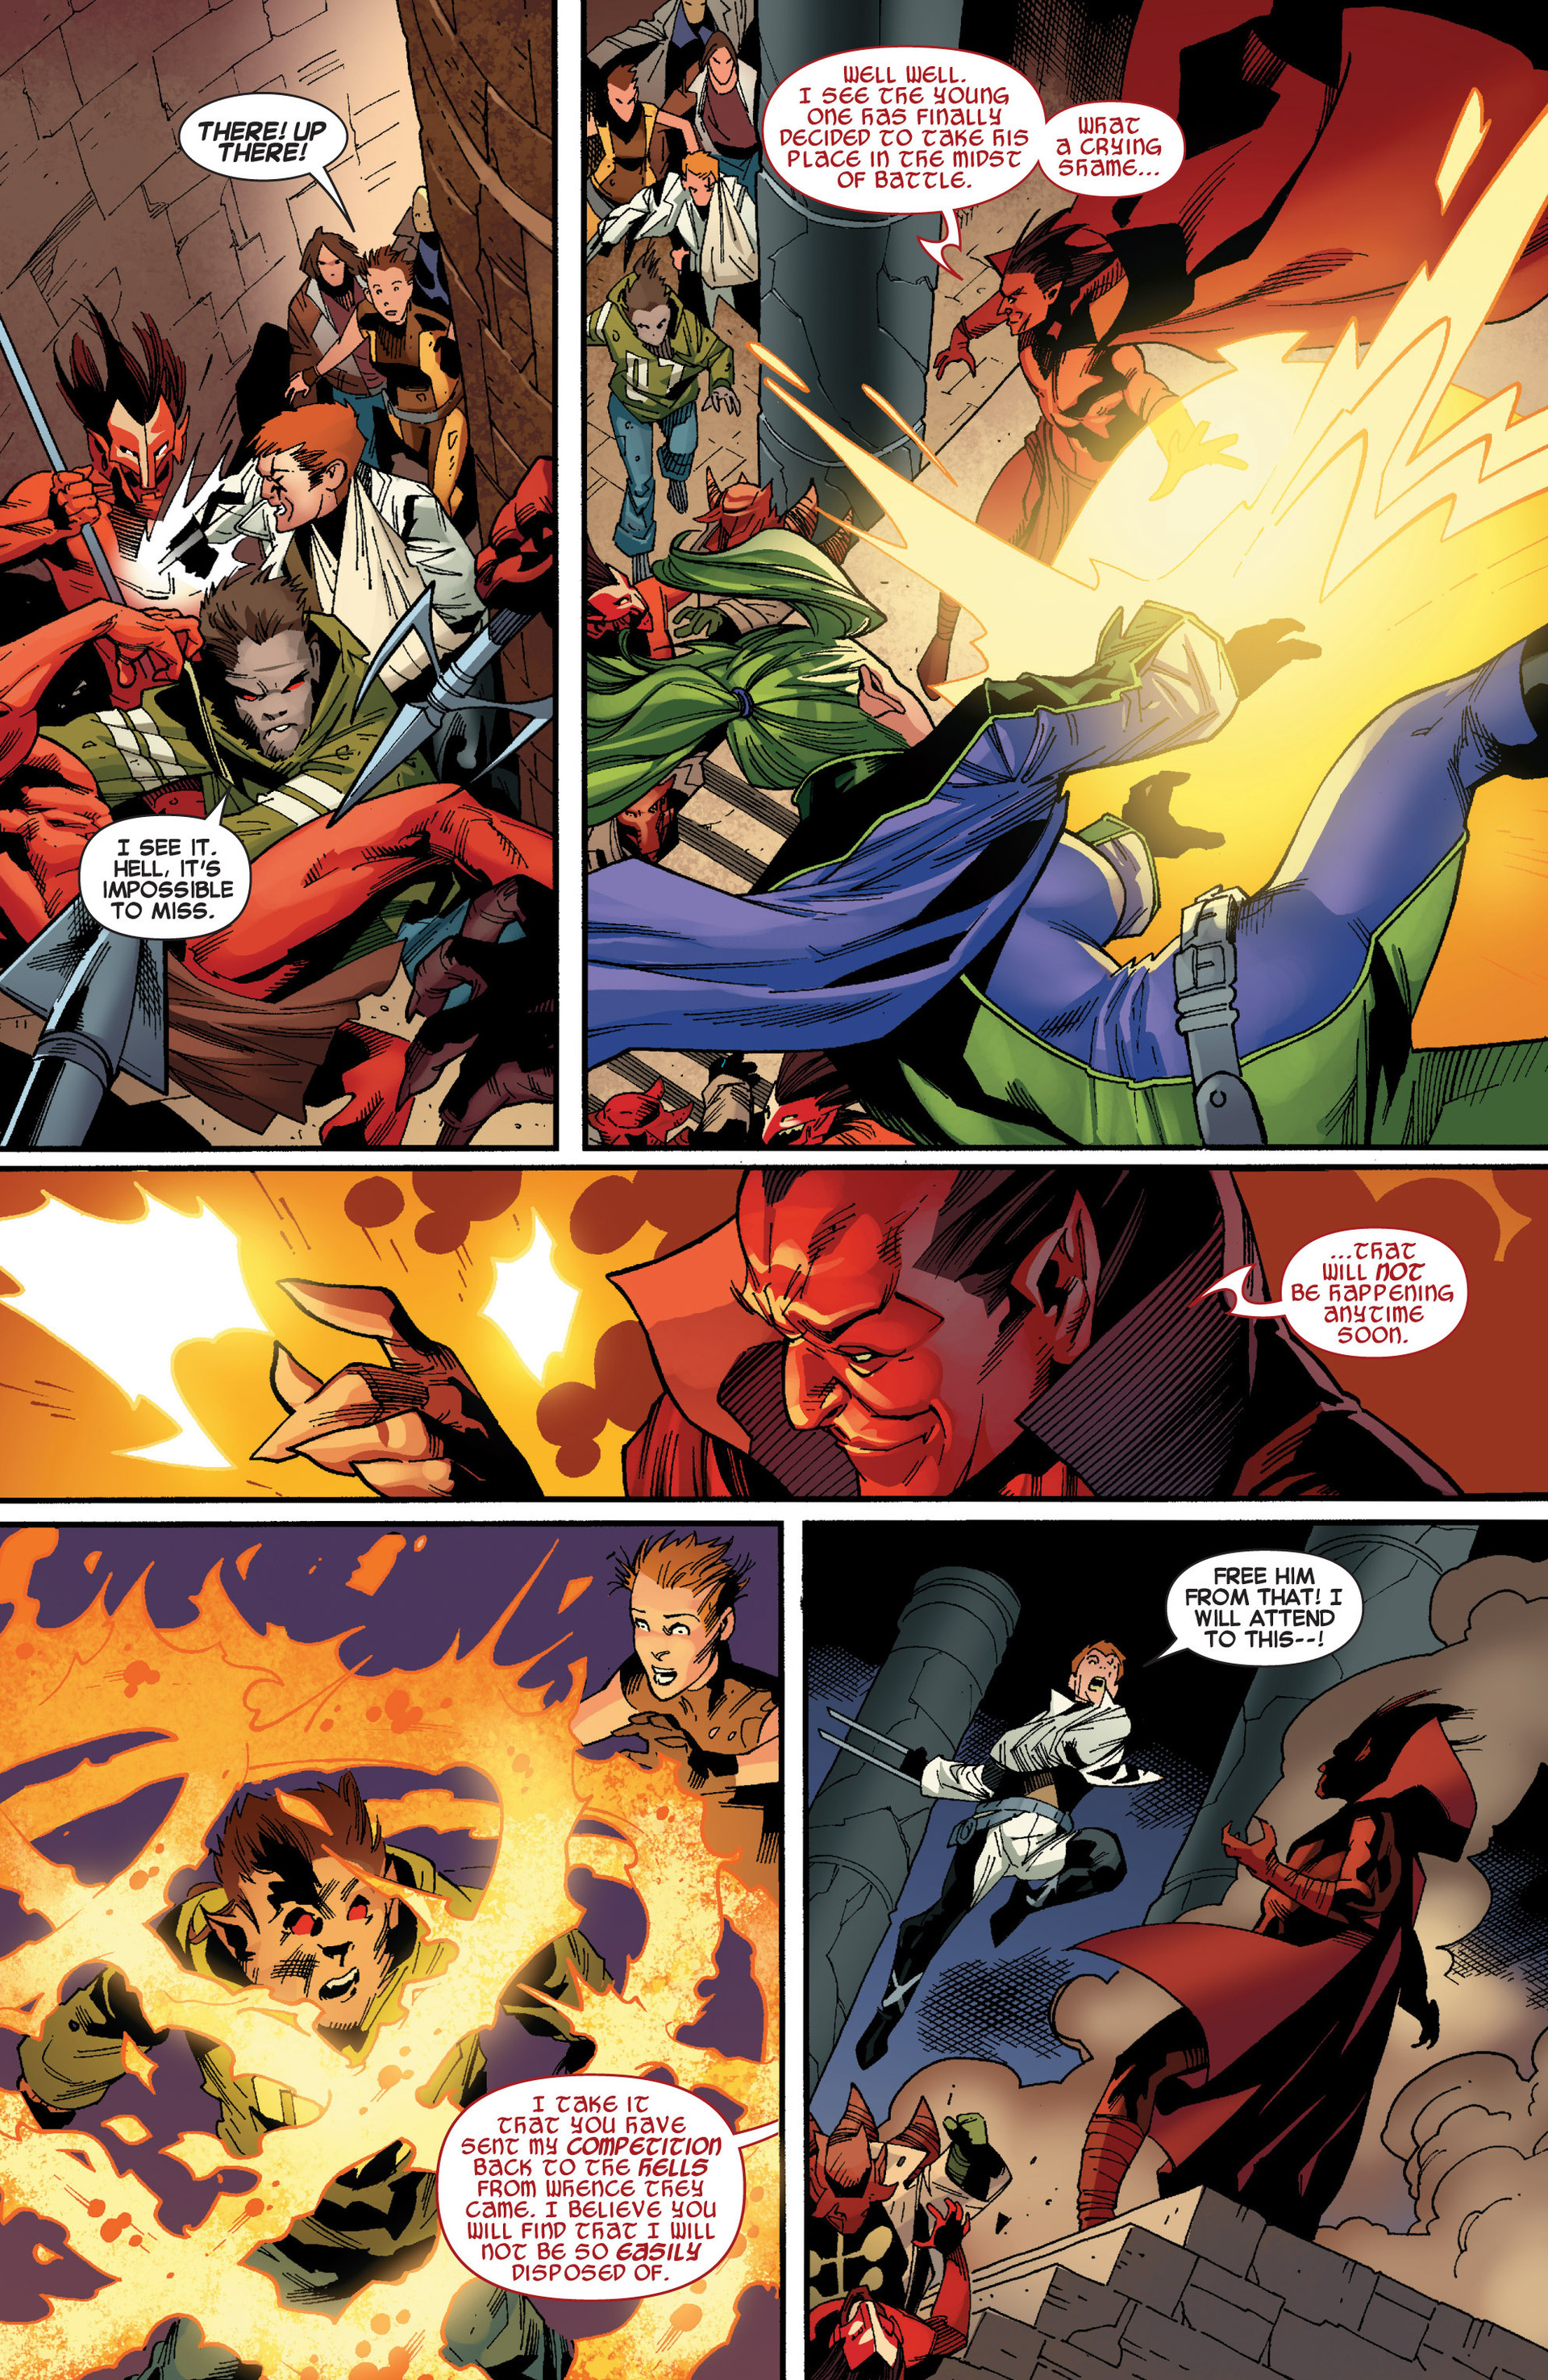 THERE! UP
THERE!
I SEE IT.
HELL, IT'S
IMPOSSIBLE
TO MISS.
WELL WELL.
I SEE THE YOUNG
ONE HAS FINALLY
DECIDED TO TAKE HIS
PLACE IN THE MIDST
OF BATTLE.
WHAT
A CRYING
SHAME...
07
...THAT
WILL NOT
BE HAPPENING
ANYTIME
SOON.
I TAKE IT
THAT YOU HAVE
SENT MY COMPETITION
BACK TO THE HELLS
FROM WHENCE THEY
CAME. I BELIEVE YOU
WILL FIND THAT I WILL
NOT BE SO EASILY
DISPOSED OF.
FREE HIM
FROM THAT! I
WILL ATTEND
TO THIS--!